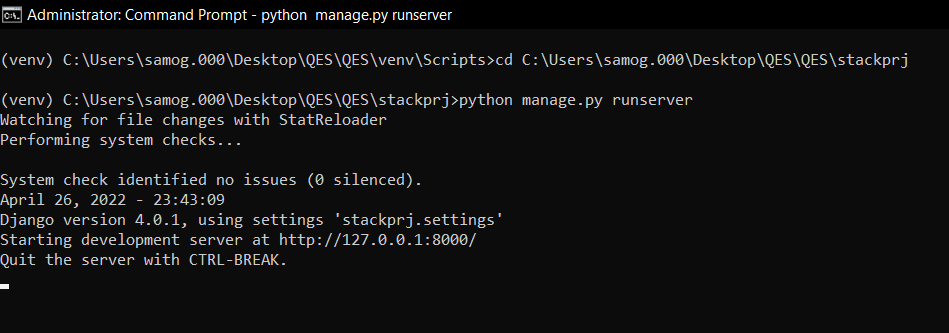 Administrator: Command Prompt - python  manage.py runserver
(venv) C:\Users\samog.000\Desktop\QES\QES\venv\Scripts>cd C:\Users\samog.000\Desktop\QES\QES\stackprj
(venv) C:\Users\samog.000\Desktop\QES\QES\stackprj>python manage.py runserver
Watching for file changes with StatReloader
Performing system checks...
System check identified no issues (0 silenced).
April 26, 2022 - 23:43:09
Django version 4.0.1, using settings 'stackprj.settings'
Starting development server at http://127.0.0.1:8000/
Quit the server with CTRL-BREAK.